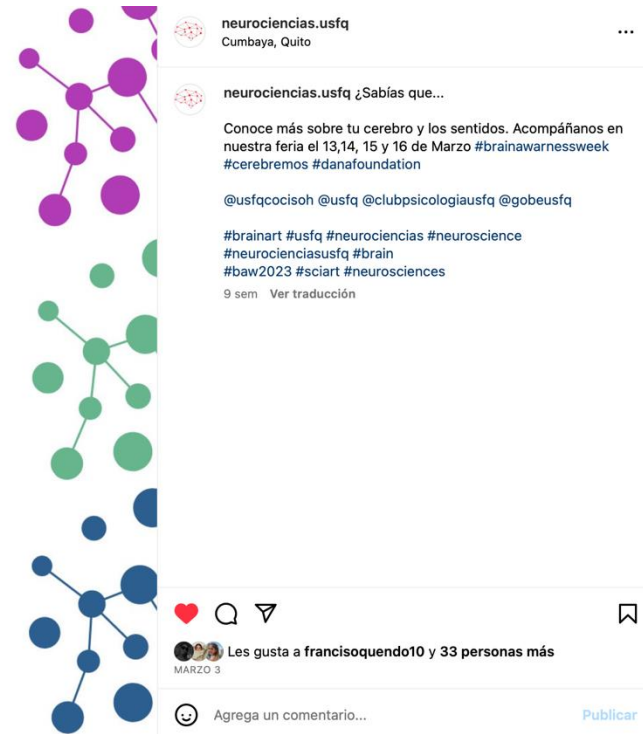 neurociencias.usfq
Cumbaya, Quito
neurociencias.usfq ¿Sabías que...
Conoce más sobre tu cerebro y los sentidos. Acompáñanos en
nuestra feria el 13,14, 15 y 16 de Marzo #brainawarnessweek
#cerebremos #danafoundation
@usfqcocisoh @usfq @clubpsicologiausfq @gobeusfq
#brainart #usfq #neurociencias #neuroscience
#neurocienciasusfq #brain
#baw2023 #sciart #neurosciences
9 sem Ver traducción
Les gusta a francisoquendo10 y 33 personas más
MARZO 3
Agrega un comentario... Publicar